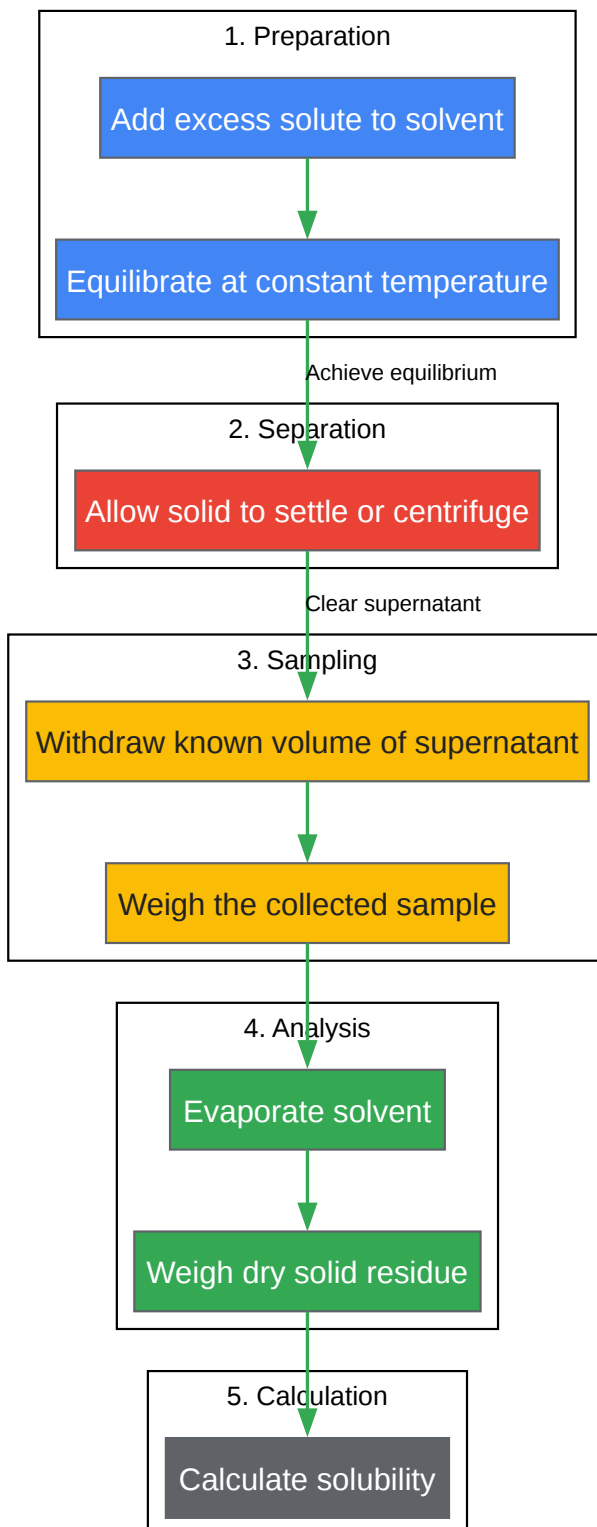 1. Preparation
Add excess solute to solvent
Equilibrate at constant temperature
Achieve equilibrium
2. Separation
Allow solid to settle or centrifuge
Clear supernatant
3. Sampling
Withdraw known volume of supernatant
Weigh the collected sample
4. Analysis
Evaporate solvent
Weigh dry solid residue
5. Calculation
Calculate solubility